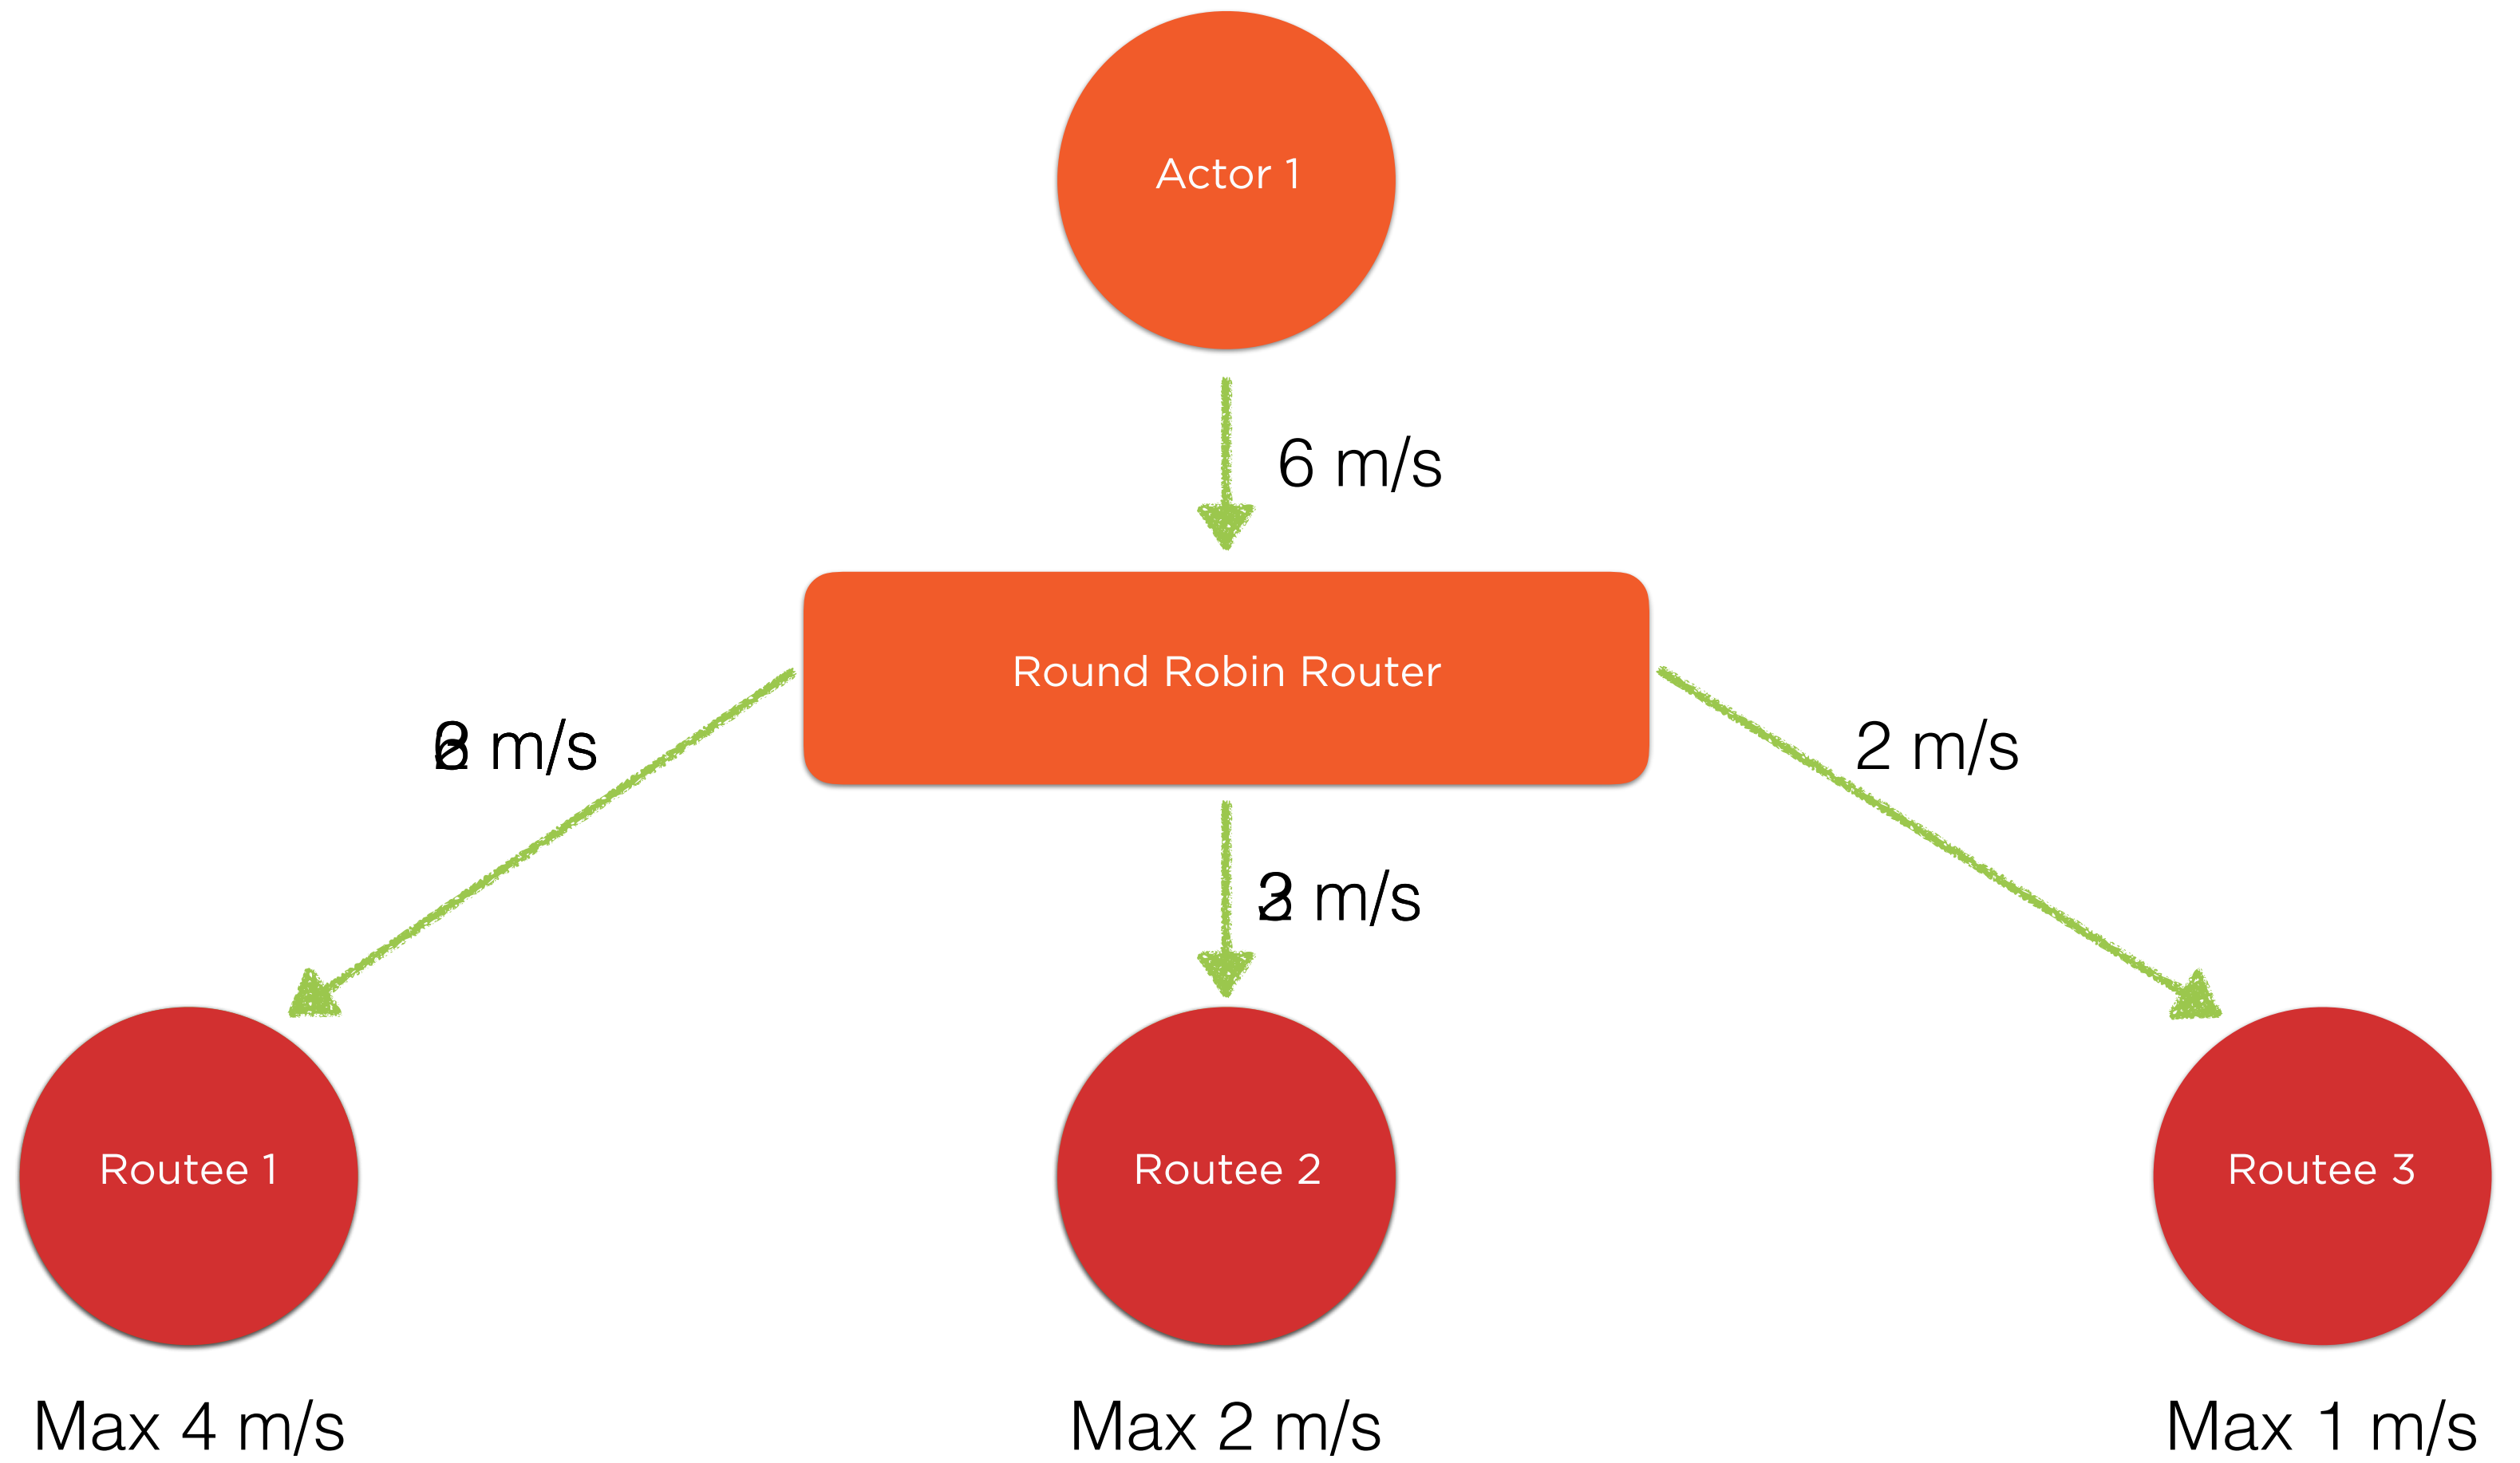 Actor 1
6 m/s
Round Robin Router
m/s
2 m/s
m/s
Routee 1
Routee 2
Routee 3
Max 4 m/s
Max 2 m/s
Max 1 m/s